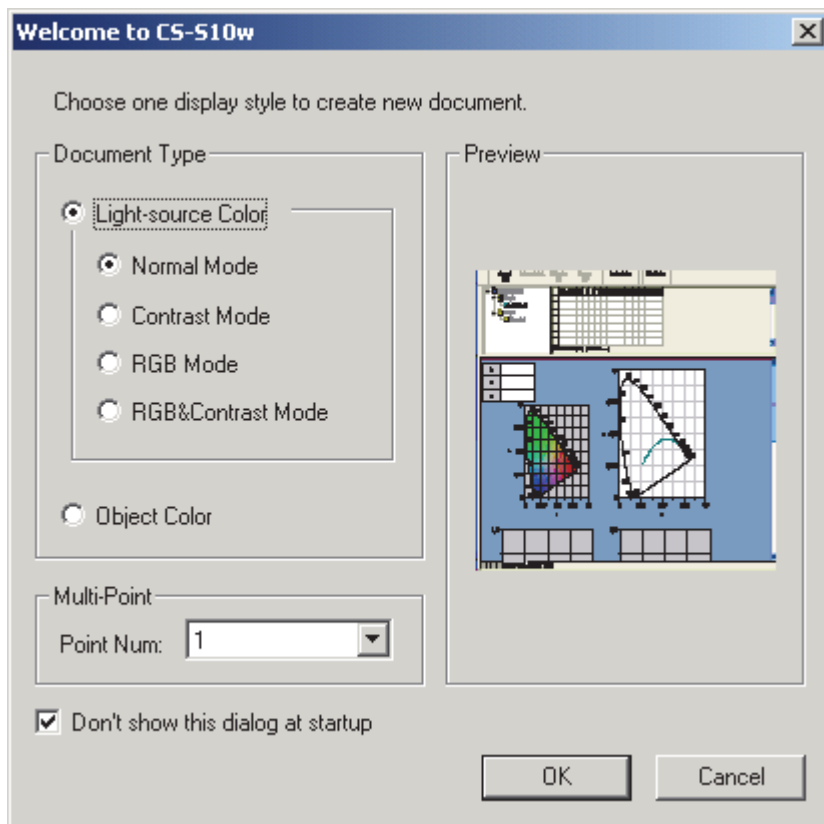 Welcome to CS-S10w
Choose one display style to create new document.
Document Type
Light-source Color
Normal Mode
Contrast Mode
RGB Mode
RGB&Contrast Mode
Object Color
Preview
Multi-Point
Point Num: 1
Don't show this dialog at startup
OK Cancel